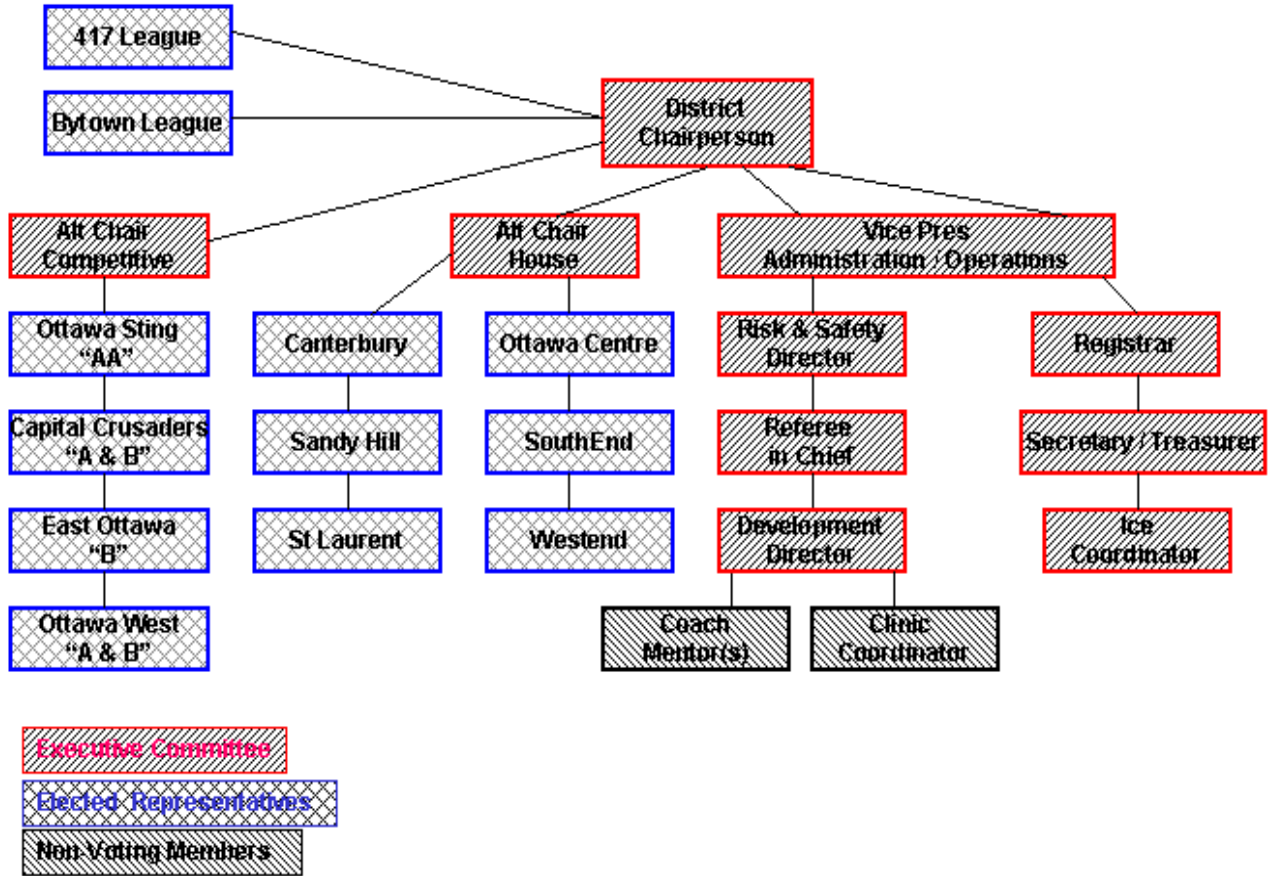 417 League
Bytown League
District
Chairperson
Alt Chair
Competitive
Alt Chair
House
Vice Pres
Administration / Operations
Ottawa Sting
“AA”
Canterbury
Ottawa Centre
Risk & Safety
Director
Registrar
Capital Crusaders
“A & B”
Sandy Hill
SouthEnd
Referee
in Chief
Secretary / Treasurer
East Ottawa
“B”
St Laurent
Westend
Development
Director
Ice
Coordinator
Ottawa West
“A & B”
Coach
Mentor(s)
Clinic
Coordinator
Executive Committee
Elected Representatives
Non-Voting Members